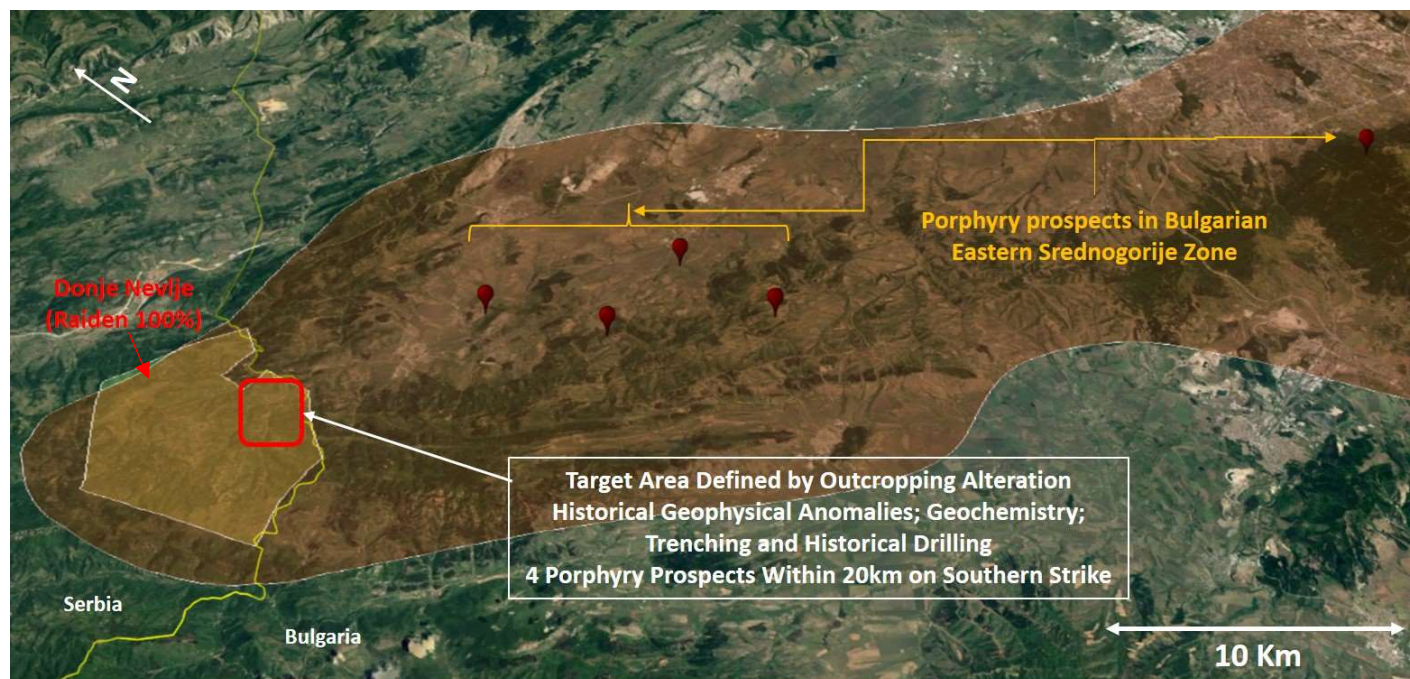 N
Donje Nevlje
(Raiden 100%)
Porphyry prospects in Bulgarian
Eastern Srednogorije Zone
Target Area Defined by Outcropping Alteration
Historical Geophysical Anomalies; Geochemistry;
Trenching and Historical Drilling
4 Porphyry Prospects Within 20km on Southern Strike
Serbia
Bulgaria
10 Km